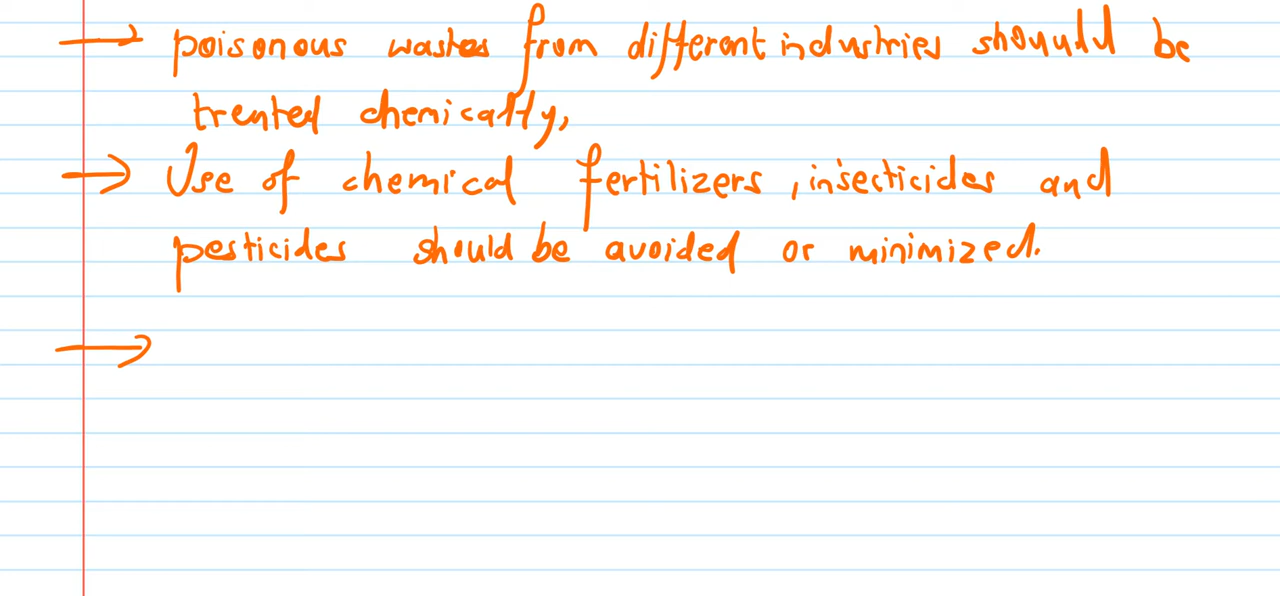 → poisonous wastes from different industries should be
treated chemically,
→ Use of chemical fertilizers, insecticides and
pesticides should be avoided or minimized.
→